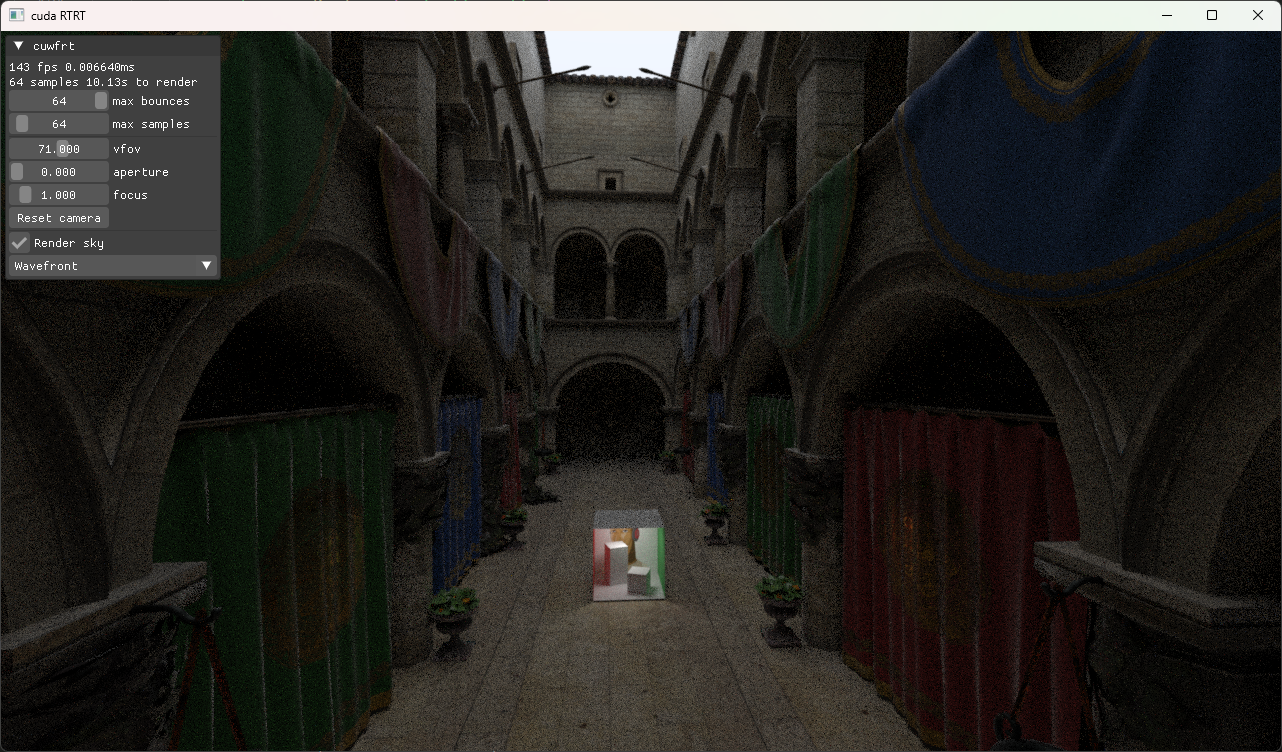 cuda RTRT
cuwfrt
143 fps 0.006640ms
64 samples 10.13s to render
64 max bounces
64 max samples
71.000 vfov
0.000 aperture
1.000 focus
Reset camera
Render sky
Wavefront